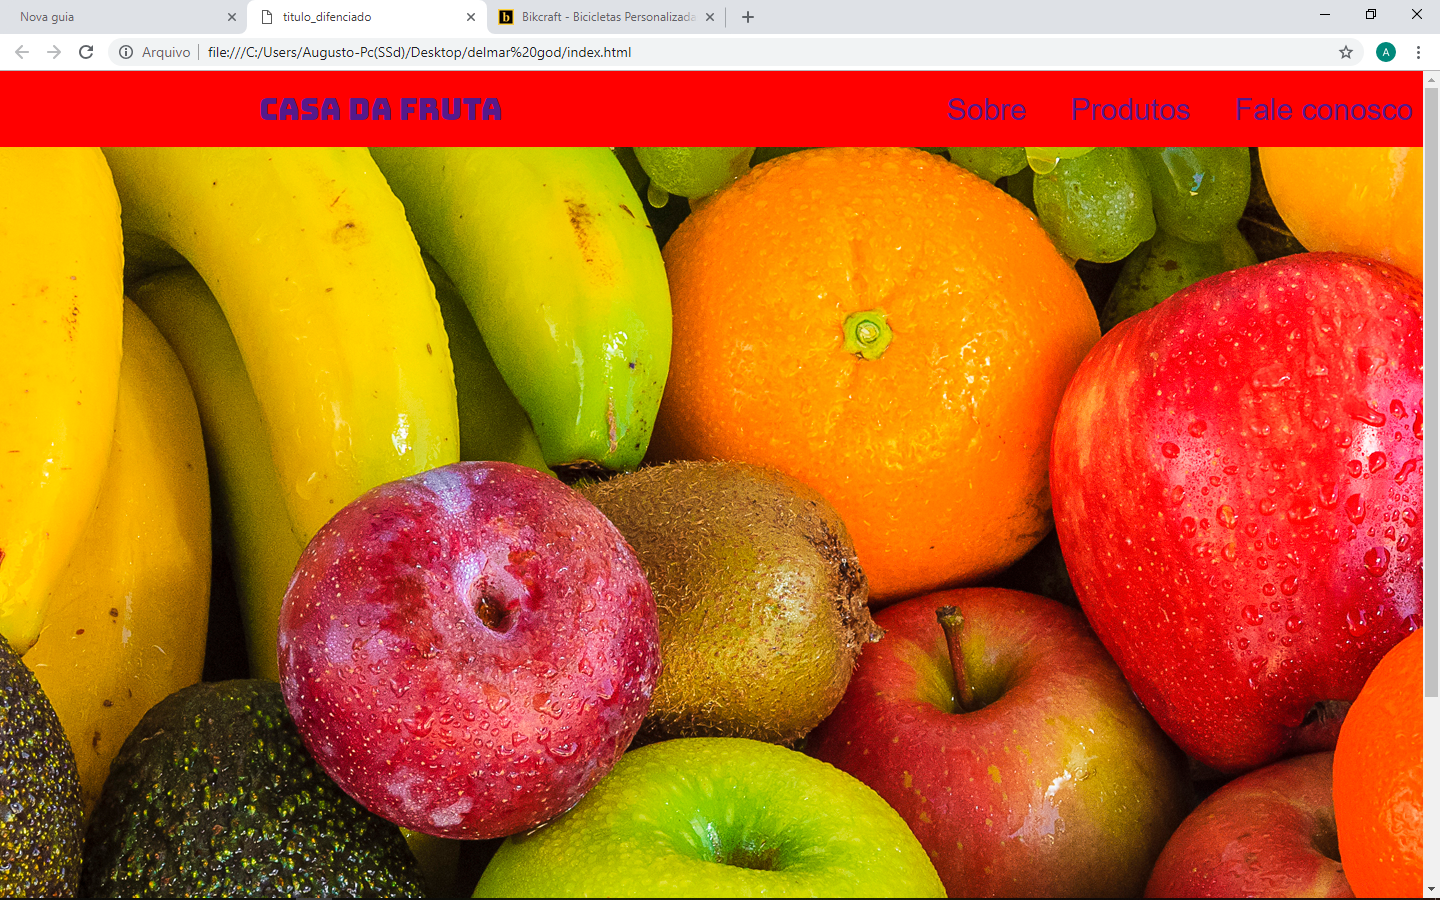 Nova guia
titulo_difenciado
b Bikcraft - Bicicletas Personalizada
Arquivo file:///C:/Users/Augusto-Pc(SSd)/Desktop/delmar%20god/index.html
A
CASA DA FRUTA
Sobre Produtos Fale conosco